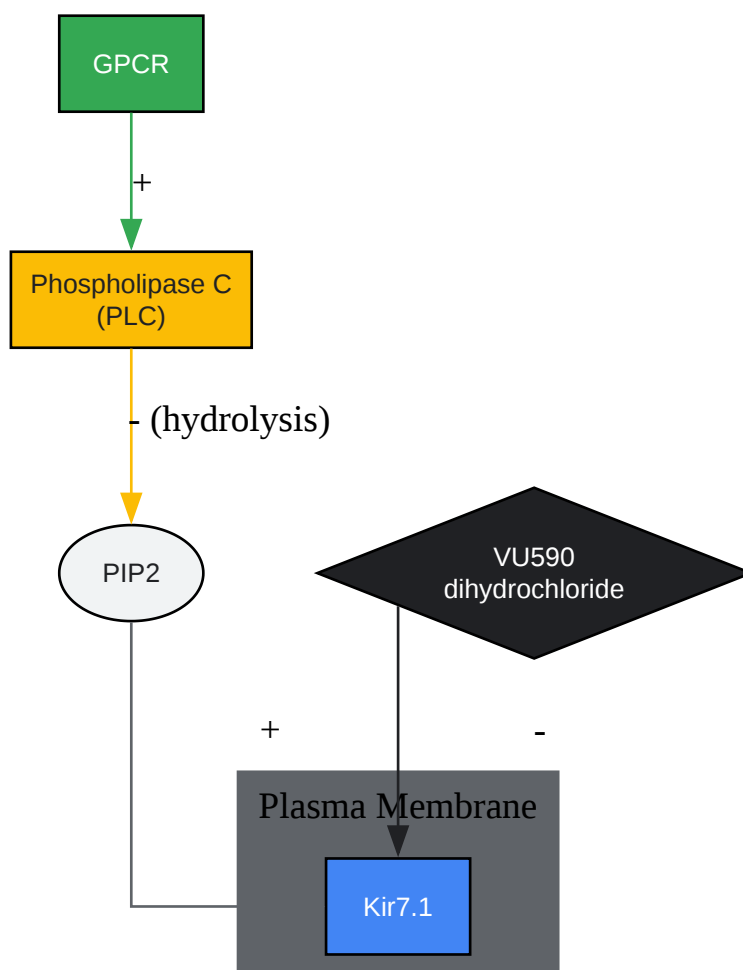 GPCR
+
Phospholipase C
(PLC)
- (hydrolysis)
PIP2
VU590
dihydrochloride
+
-
Plasma Membrane
Kir7.1